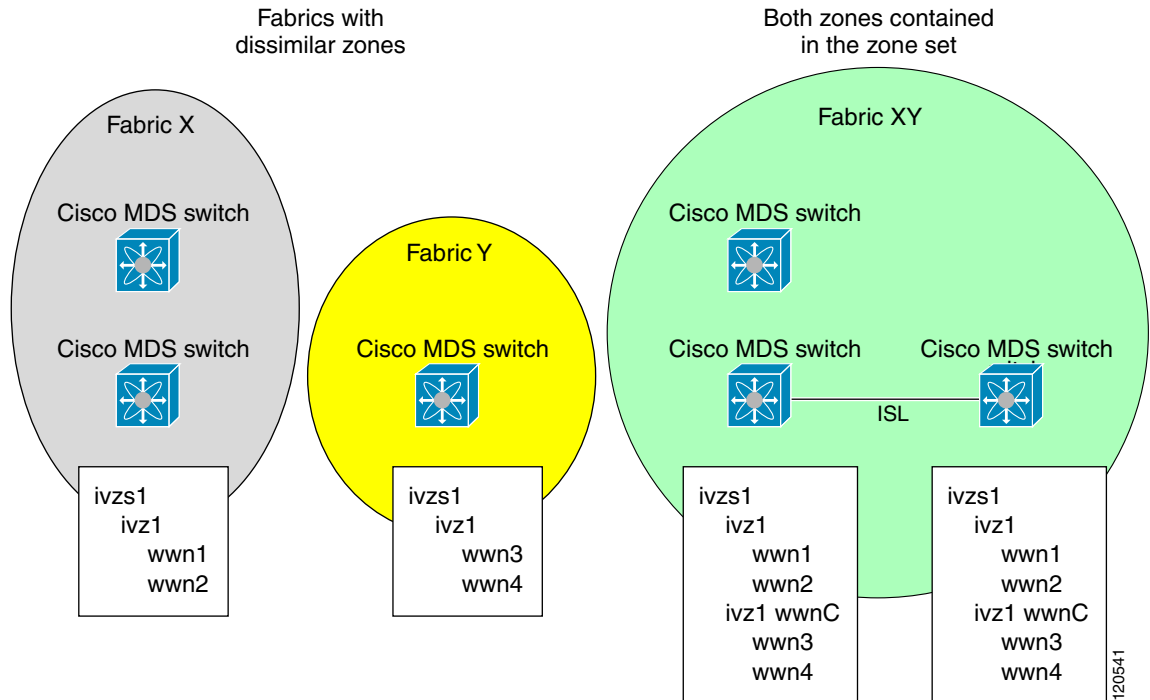 Fabrics with
dissimilar zones
Both zones contained
in the zone set
Fabric X
Cisco MDS switch
Cisco MDS switch
ivzs1
ivz1
wwn1
wwn2
Fabric Y
Cisco MDS switch
ivzs1
ivz1
wwn3
wwn4
Fabric XY
Cisco MDS switch
Cisco MDS switch
Cisco MDS switch
ISL
ivzs1
ivz1
wwn1
wwn2
ivz1 wwnC
wwn3
wwn4
ivzs1
ivz1
wwn1
wwn2
ivz1 wwnC
wwn3
wwn4
120541